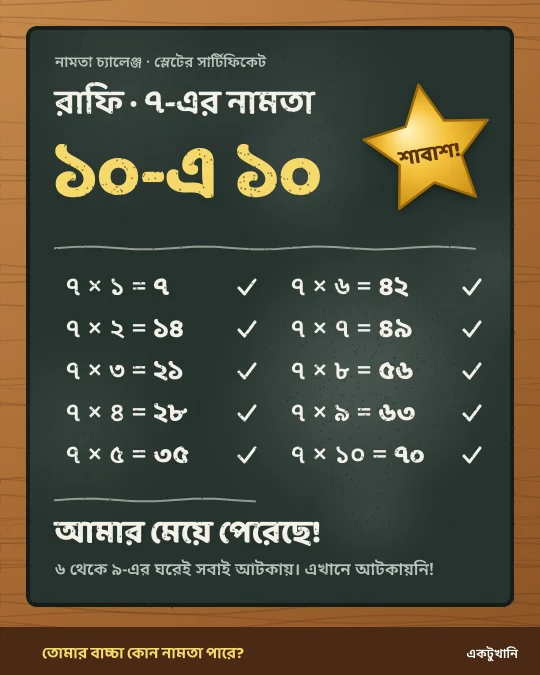 নামতা চ্যালেঞ্জ · স্লেটের সার্টিফিকেট
রাফি · ৭-এর নামতা
১০-এ ১০
শাবাশ!
৭ × ১ = ৭ ✓
৭ × ২ = ১৪ ✓
৭ × ৩ = ২১ ✓
৭ × ৪ = ২৮ ✓
৭ × ৫ = ৩৫ ✓
৭ × ৬ = ৪২ ✓
৭ × ৭ = ৪৯ ✓
৭ × ৮ = ৫৬ ✓
৭ × ৯ = ৬৩ ✓
৭ × ১০ = ৭০ ✓
আমার মেয়ে পেরেছে!
৬ থেকে ৯-এর ঘরেই সবাই আটকায়। এখানে আটকায়নি!
তোমার বাচ্চা কোন নামতা পারে?
একটুখানি